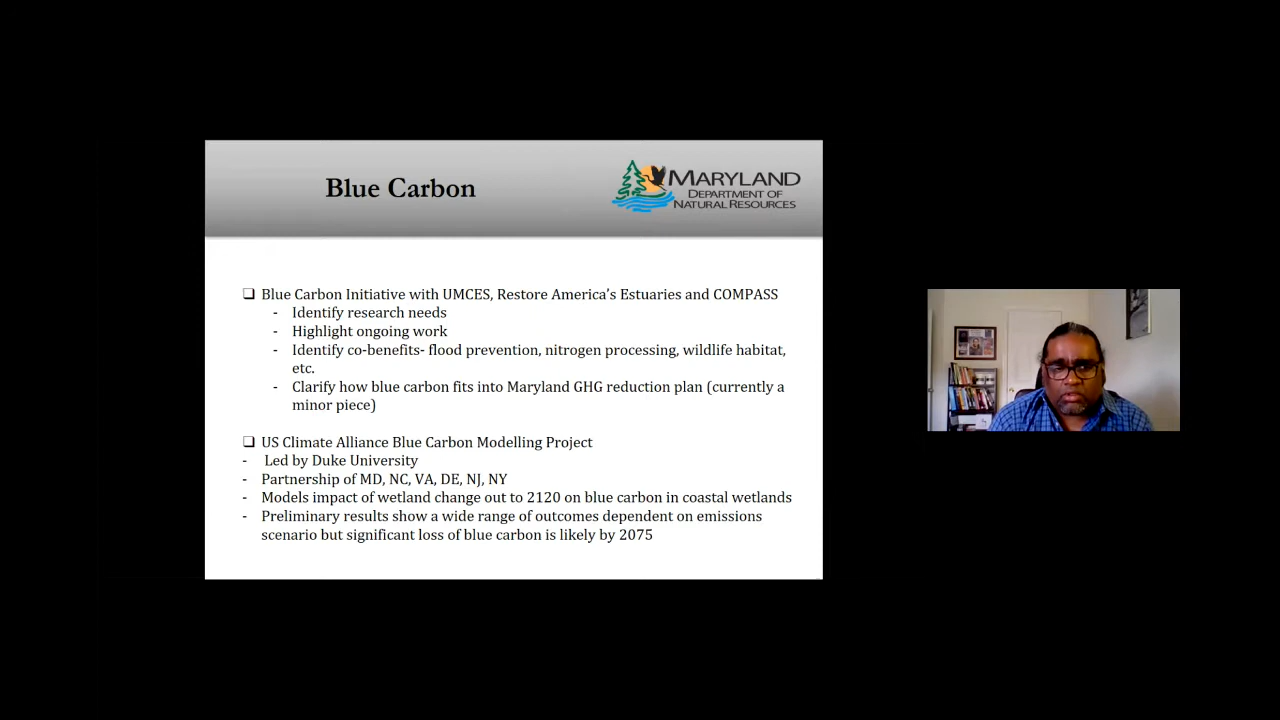 Blue Carbon
MARYLAND
DEPARTMENT OF
NATURAL RESOURCES
❑ Blue Carbon Initiative with UMCES, Restore America's Estuaries and COMPASS
- Identify research needs
- Highlight ongoing work
- Identify co-benefits- flood prevention, nitrogen processing, wildlife habitat,
etc.
- Clarify how blue carbon fits into Maryland GHG reduction plan (currently a
minor piece)
❑ US Climate Alliance Blue Carbon Modelling Project
- Led by Duke University
- Partnership of MD, NC, VA, DE, NJ, NY
- Models impact of wetland change out to 2120 on blue carbon in coastal wetlands
- Preliminary results show a wide range of outcomes dependent on emissions
scenario but significant loss of blue carbon is likely by 2075